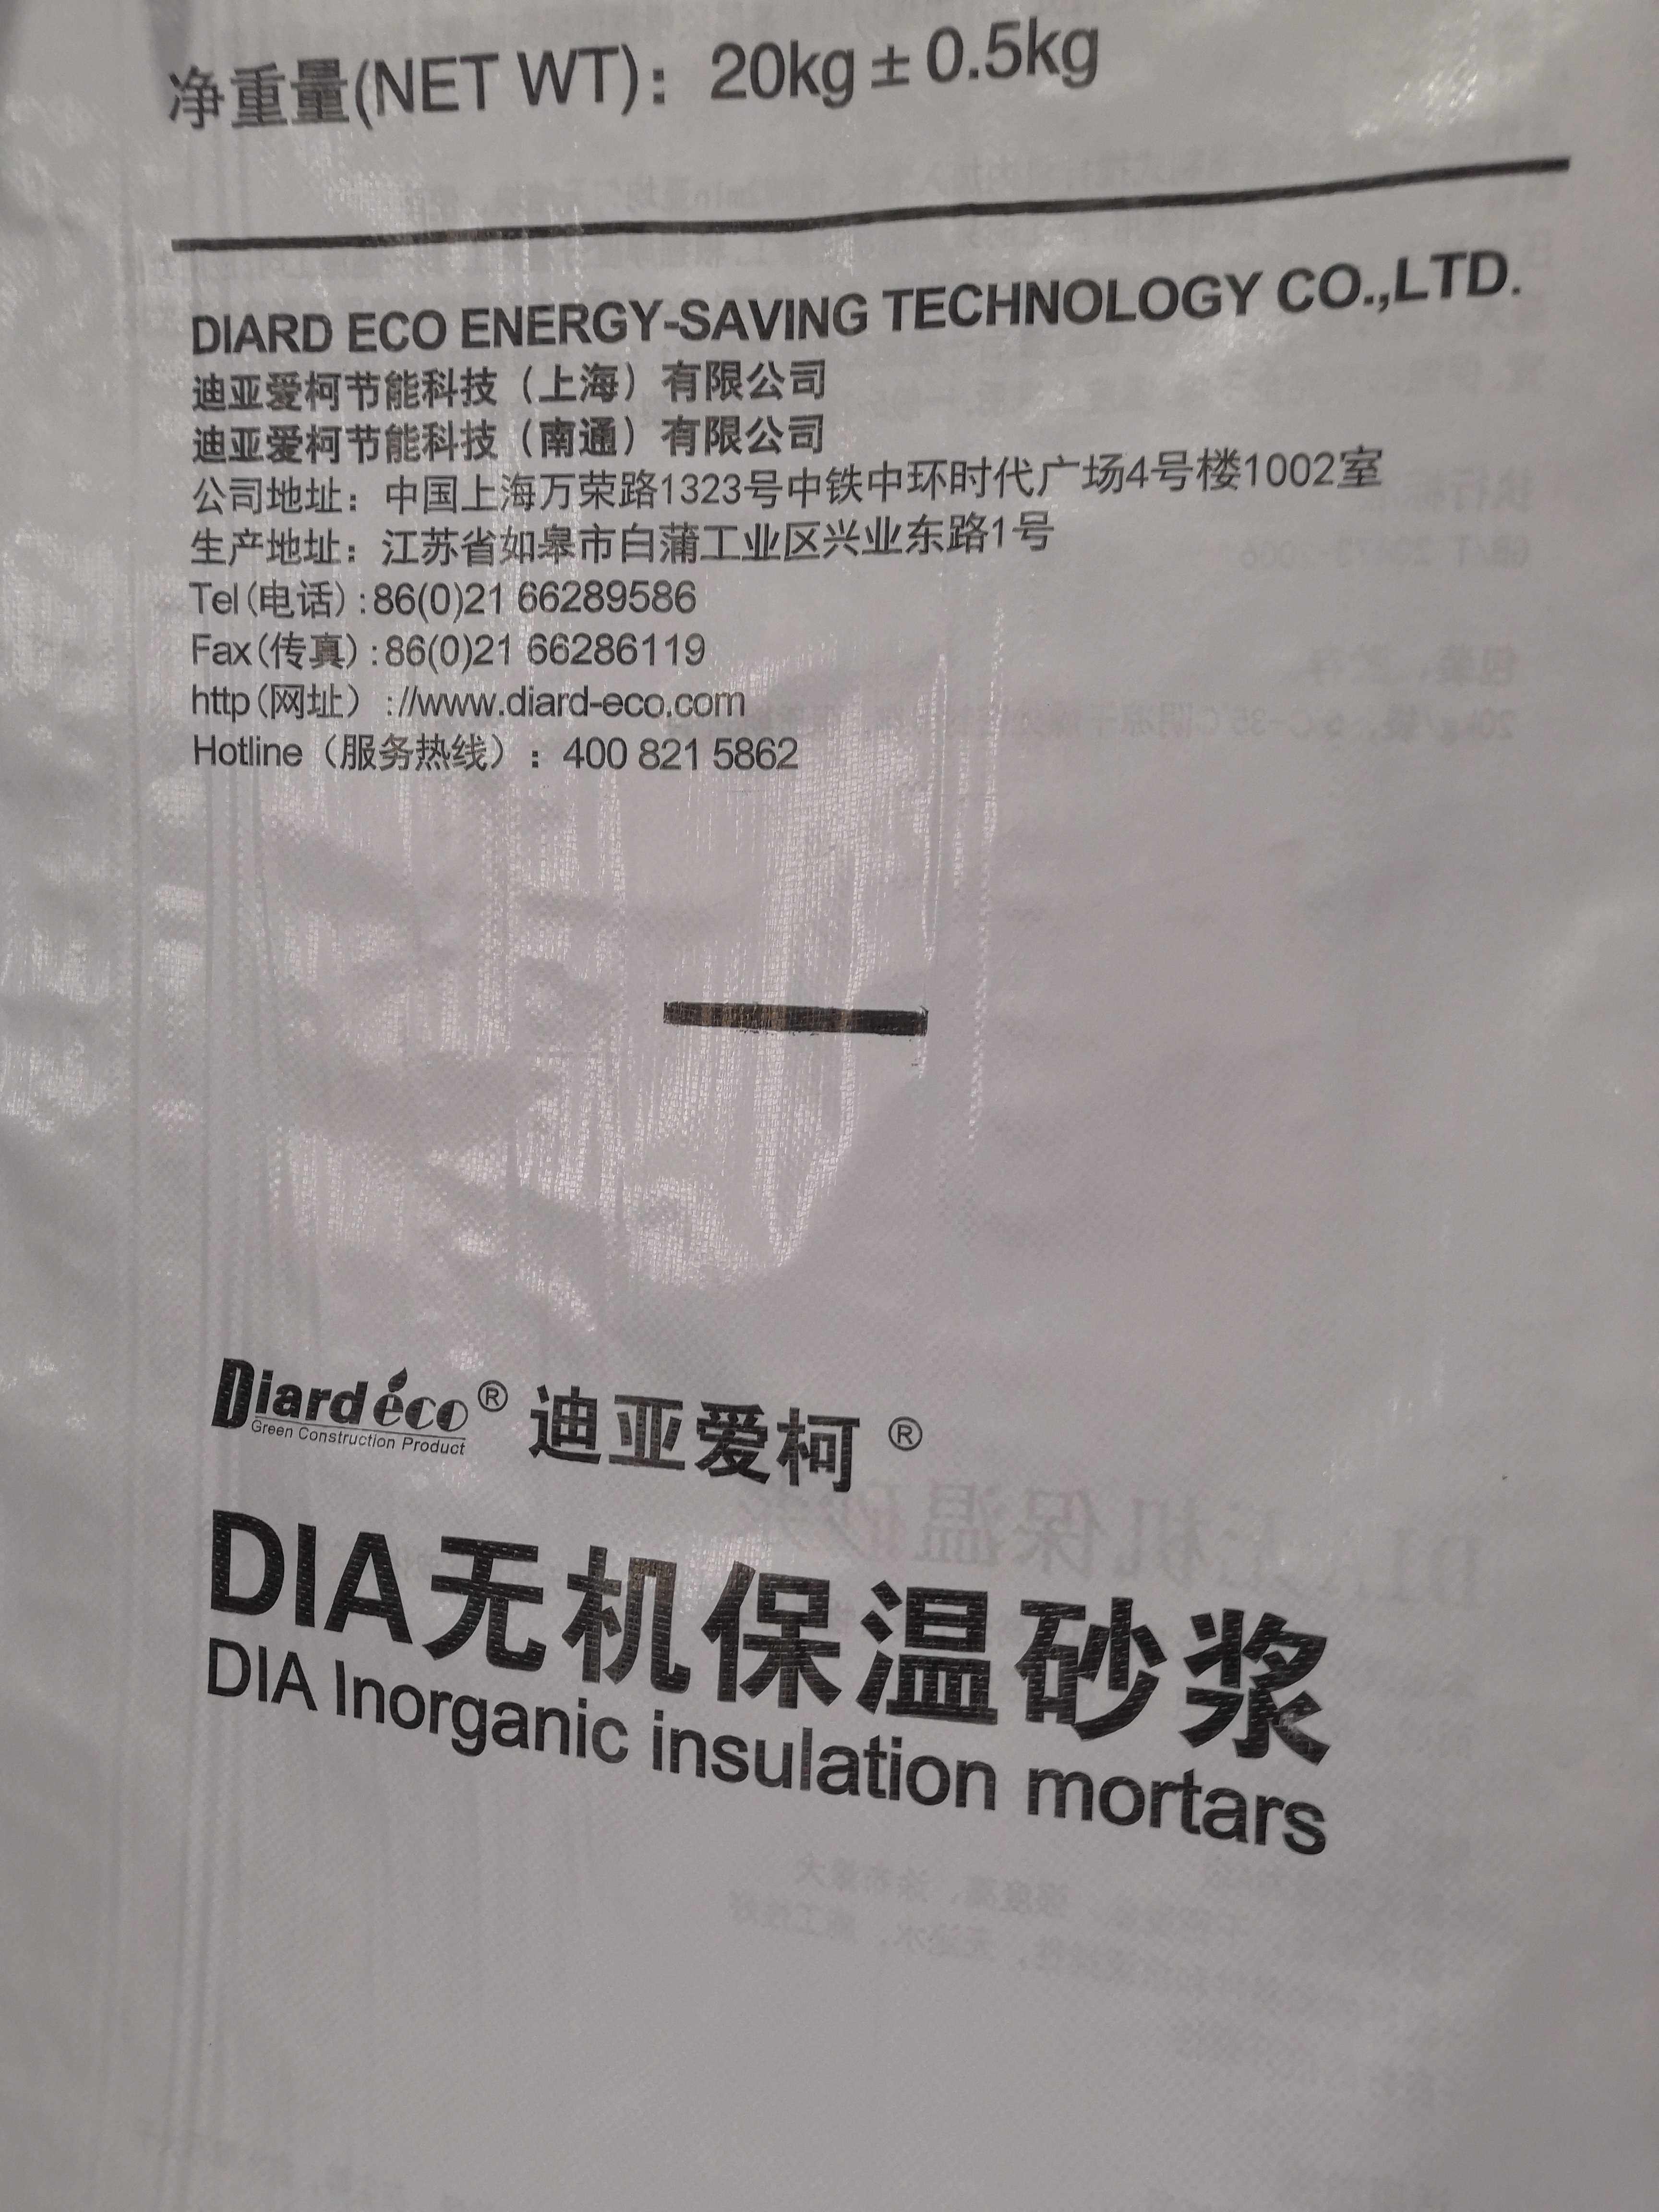 净重量(NET WT)：20kg±0.5kg
DIARD ECO ENERGY-SAVING TECHNOLOGY CO.,LTD.
迪亚爱柯节能科技（上海）有限公司
迪亚爱柯节能科技（南通）有限公司
公司地址：中国上海万荣路1323号中铁中环时代广场4号楼1002室
生产地址：江苏省如皋市白蒲工业区兴业东路1号
Tel(电话):86(0)21 66289586
Fax(传真):86(0)21 66286119
http(网址）://www.diard-eco.com
Hotline（服务热线）：400 821 5862
Diard éco® 迪亚爱柯®
Green Construction Product
DIA无机保温砂浆
DIA Inorganic insulation mortars